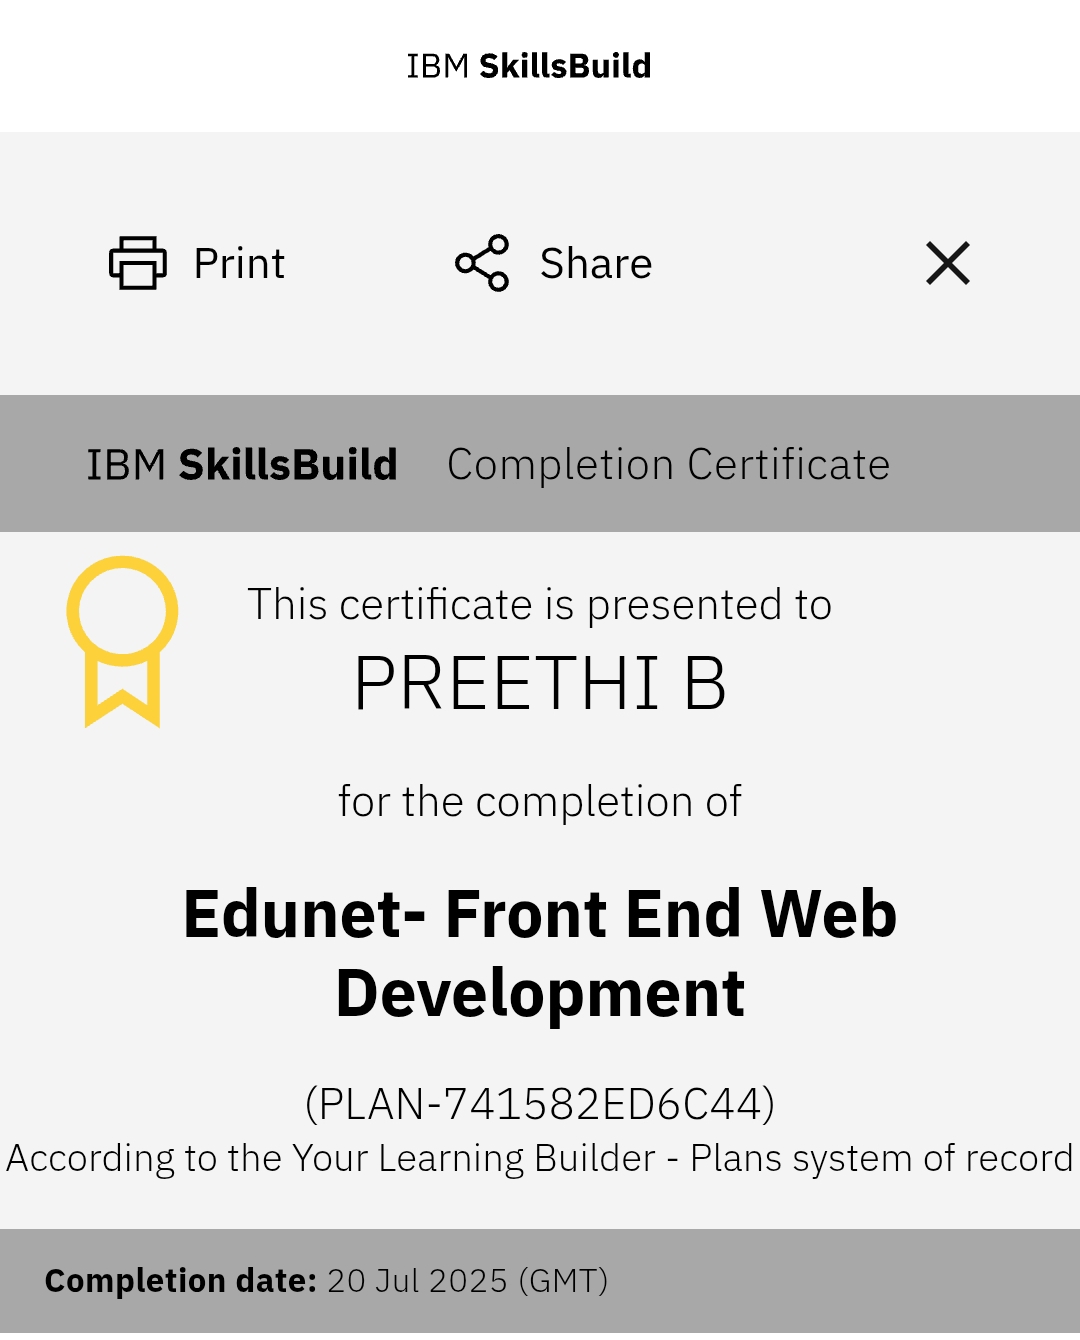 IBM SkillsBuild
Print
Share
IBM SkillsBuild Completion Certificate
This certificate is presented to
PREETHI B
for the completion of
Edunet- Front End Web
Development
(PLAN-741582ED6C44)
According to the Your Learning Builder - Plans system of record
Completion date: 20 Jul 2025 (GMT)